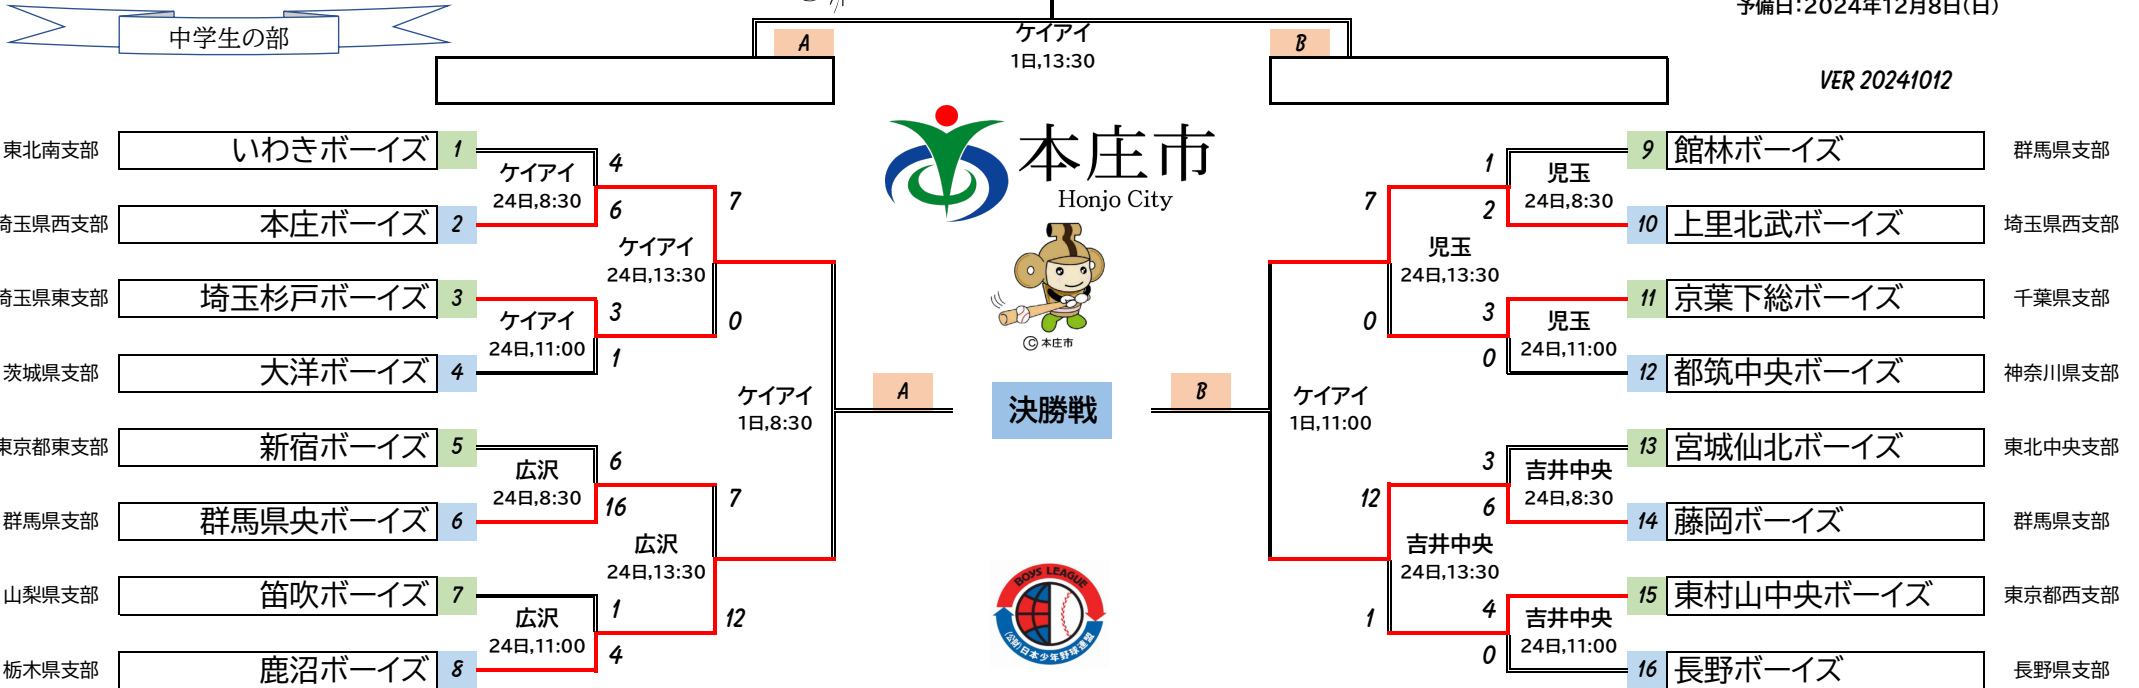 予備日:2024年12月8日(日)
中学生の部
A
ケイアイ
1日,13:30
B
VER 20241012
東北南支部
いわきボーイズ
1
ケイアイ
24日,8:30
4
6
埼玉県西支部
本庄ボーイズ
2
7
ケイアイ
24日,13:30
0
埼玉県東支部
埼玉杉戸ボーイズ
3
ケイアイ
24日,11:00
3
1
茨城県支部
大洋ボーイズ
4
ケイアイ
1日,8:30
東京都東支部
新宿ボーイズ
5
広沢
24日,8:30
6
16
群馬県支部
群馬県央ボーイズ
6
7
広沢
24日,13:30
12
山梨県支部
笛吹ボーイズ
7
広沢
24日,11:00
1
4
栃木県支部
鹿沼ボーイズ
8
本庄市
Honjo City
© 本庄市
A
決勝戦
B
BOYS LEAGUE
(公財)日本少年野球連盟
1
児玉
24日,8:30
2
9
館林ボーイズ
群馬県支部
10
上里北武ボーイズ
埼玉県西支部
7
児玉
24日,13:30
0
3
児玉
24日,11:00
0
11
京葉下総ボーイズ
千葉県支部
12
都筑中央ボーイズ
神奈川県支部
ケイアイ
1日,11:00
3
吉井中央
24日,8:30
6
13
宮城仙北ボーイズ
東北中央支部
14
藤岡ボーイズ
群馬県支部
12
吉井中央
24日,13:30
1
4
吉井中央
24日,11:00
0
15
東村山中央ボーイズ
東京都西支部
16
長野ボーイズ
長野県支部